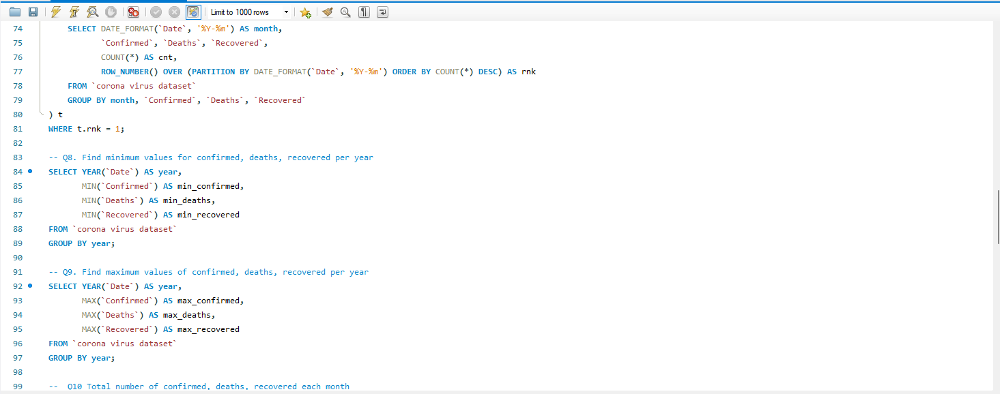 Limit to 1000 rows
74 SELECT DATE_FORMAT(`Date`, '%Y-%m') AS month,
75 `Confirmed`, `Deaths`, `Recovered`,
76 COUNT(*) AS cnt,
77 ROW_NUMBER() OVER (PARTITION BY DATE_FORMAT(`Date`, '%Y-%m') ORDER BY COUNT(*) DESC) AS rnk
78 FROM `corona virus dataset`
79 GROUP BY month, `Confirmed`, `Deaths`, `Recovered`
80 ) t
81 WHERE t.rnk = 1;
82
83 -- Q8. Find minimum values for confirmed, deaths, recovered per year
84 SELECT YEAR(`Date`) AS year,
85 MIN(`Confirmed`) AS min_confirmed,
86 MIN(`Deaths`) AS min_deaths,
87 MIN(`Recovered`) AS min_recovered
88 FROM `corona virus dataset`
89 GROUP BY year;
90
91 -- Q9. Find maximum values of confirmed, deaths, recovered per year
92 SELECT YEAR(`Date`) AS year,
93 MAX(`Confirmed`) AS max_confirmed,
94 MAX(`Deaths`) AS max_deaths,
95 MAX(`Recovered`) AS max_recovered
96 FROM `corona virus dataset`
97 GROUP BY year;
98
99 -- Q10 Total number of confirmed, deaths, recovered each month